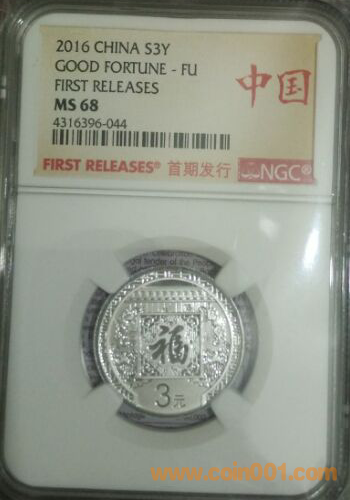 2016 CHINA S3Y
GOOD FORTUNE - FU
FIRST RELEASES
MS 68
4316396-044
中国
FIRST RELEASES® 首期发行 NGC®
福
3元
www.coin001.com